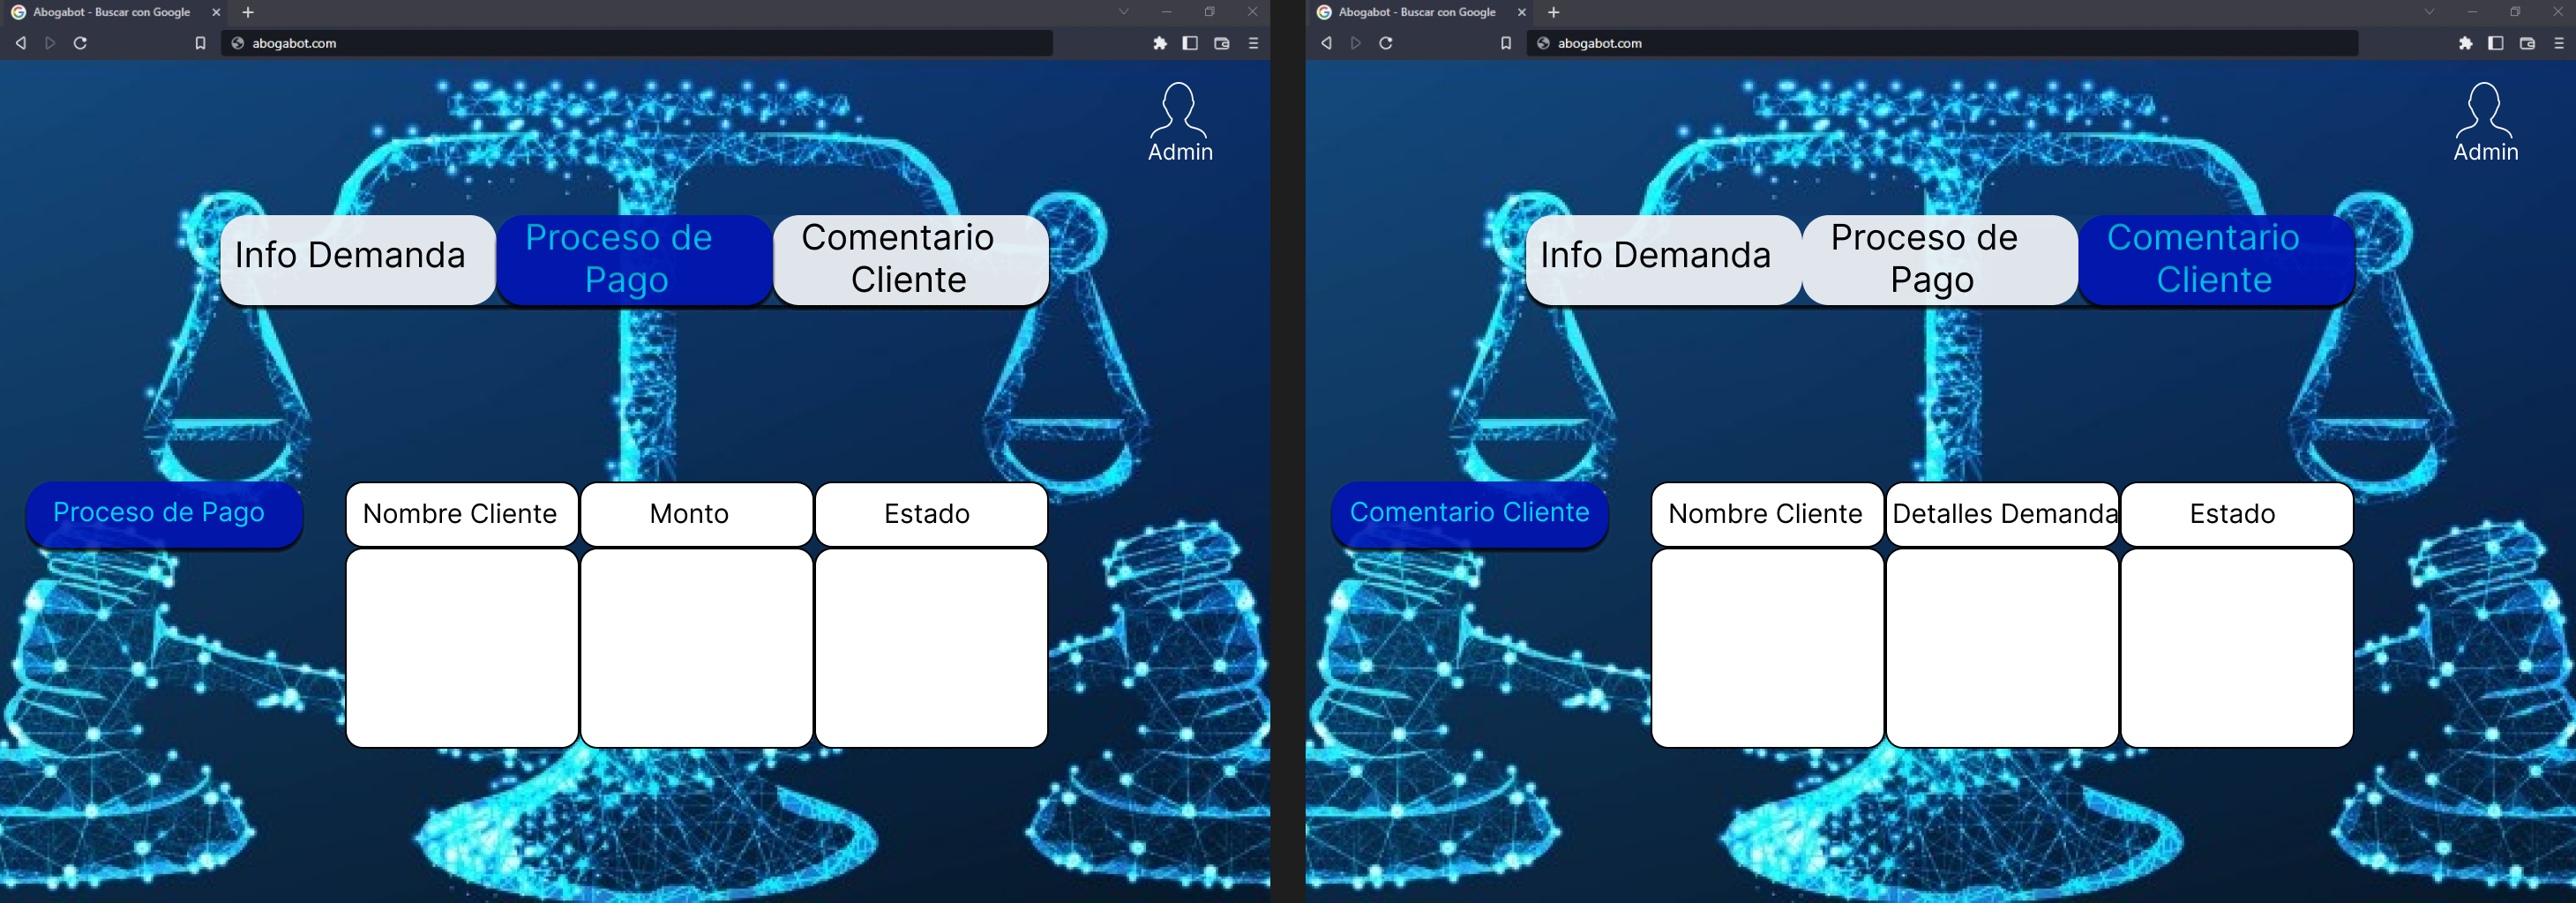 Abogabot - Buscar con Google
abogabot.com
Admin
Info Demanda
Proceso de
Pago
Comentario
Cliente
Proceso de Pago
Nombre Cliente
Monto
Estado
Abogabot - Buscar con Google
abogabot.com
Admin
Info Demanda
Proceso de
Pago
Comentario
Cliente
Comentario Cliente
Nombre Cliente
Detalles Demanda
Estado